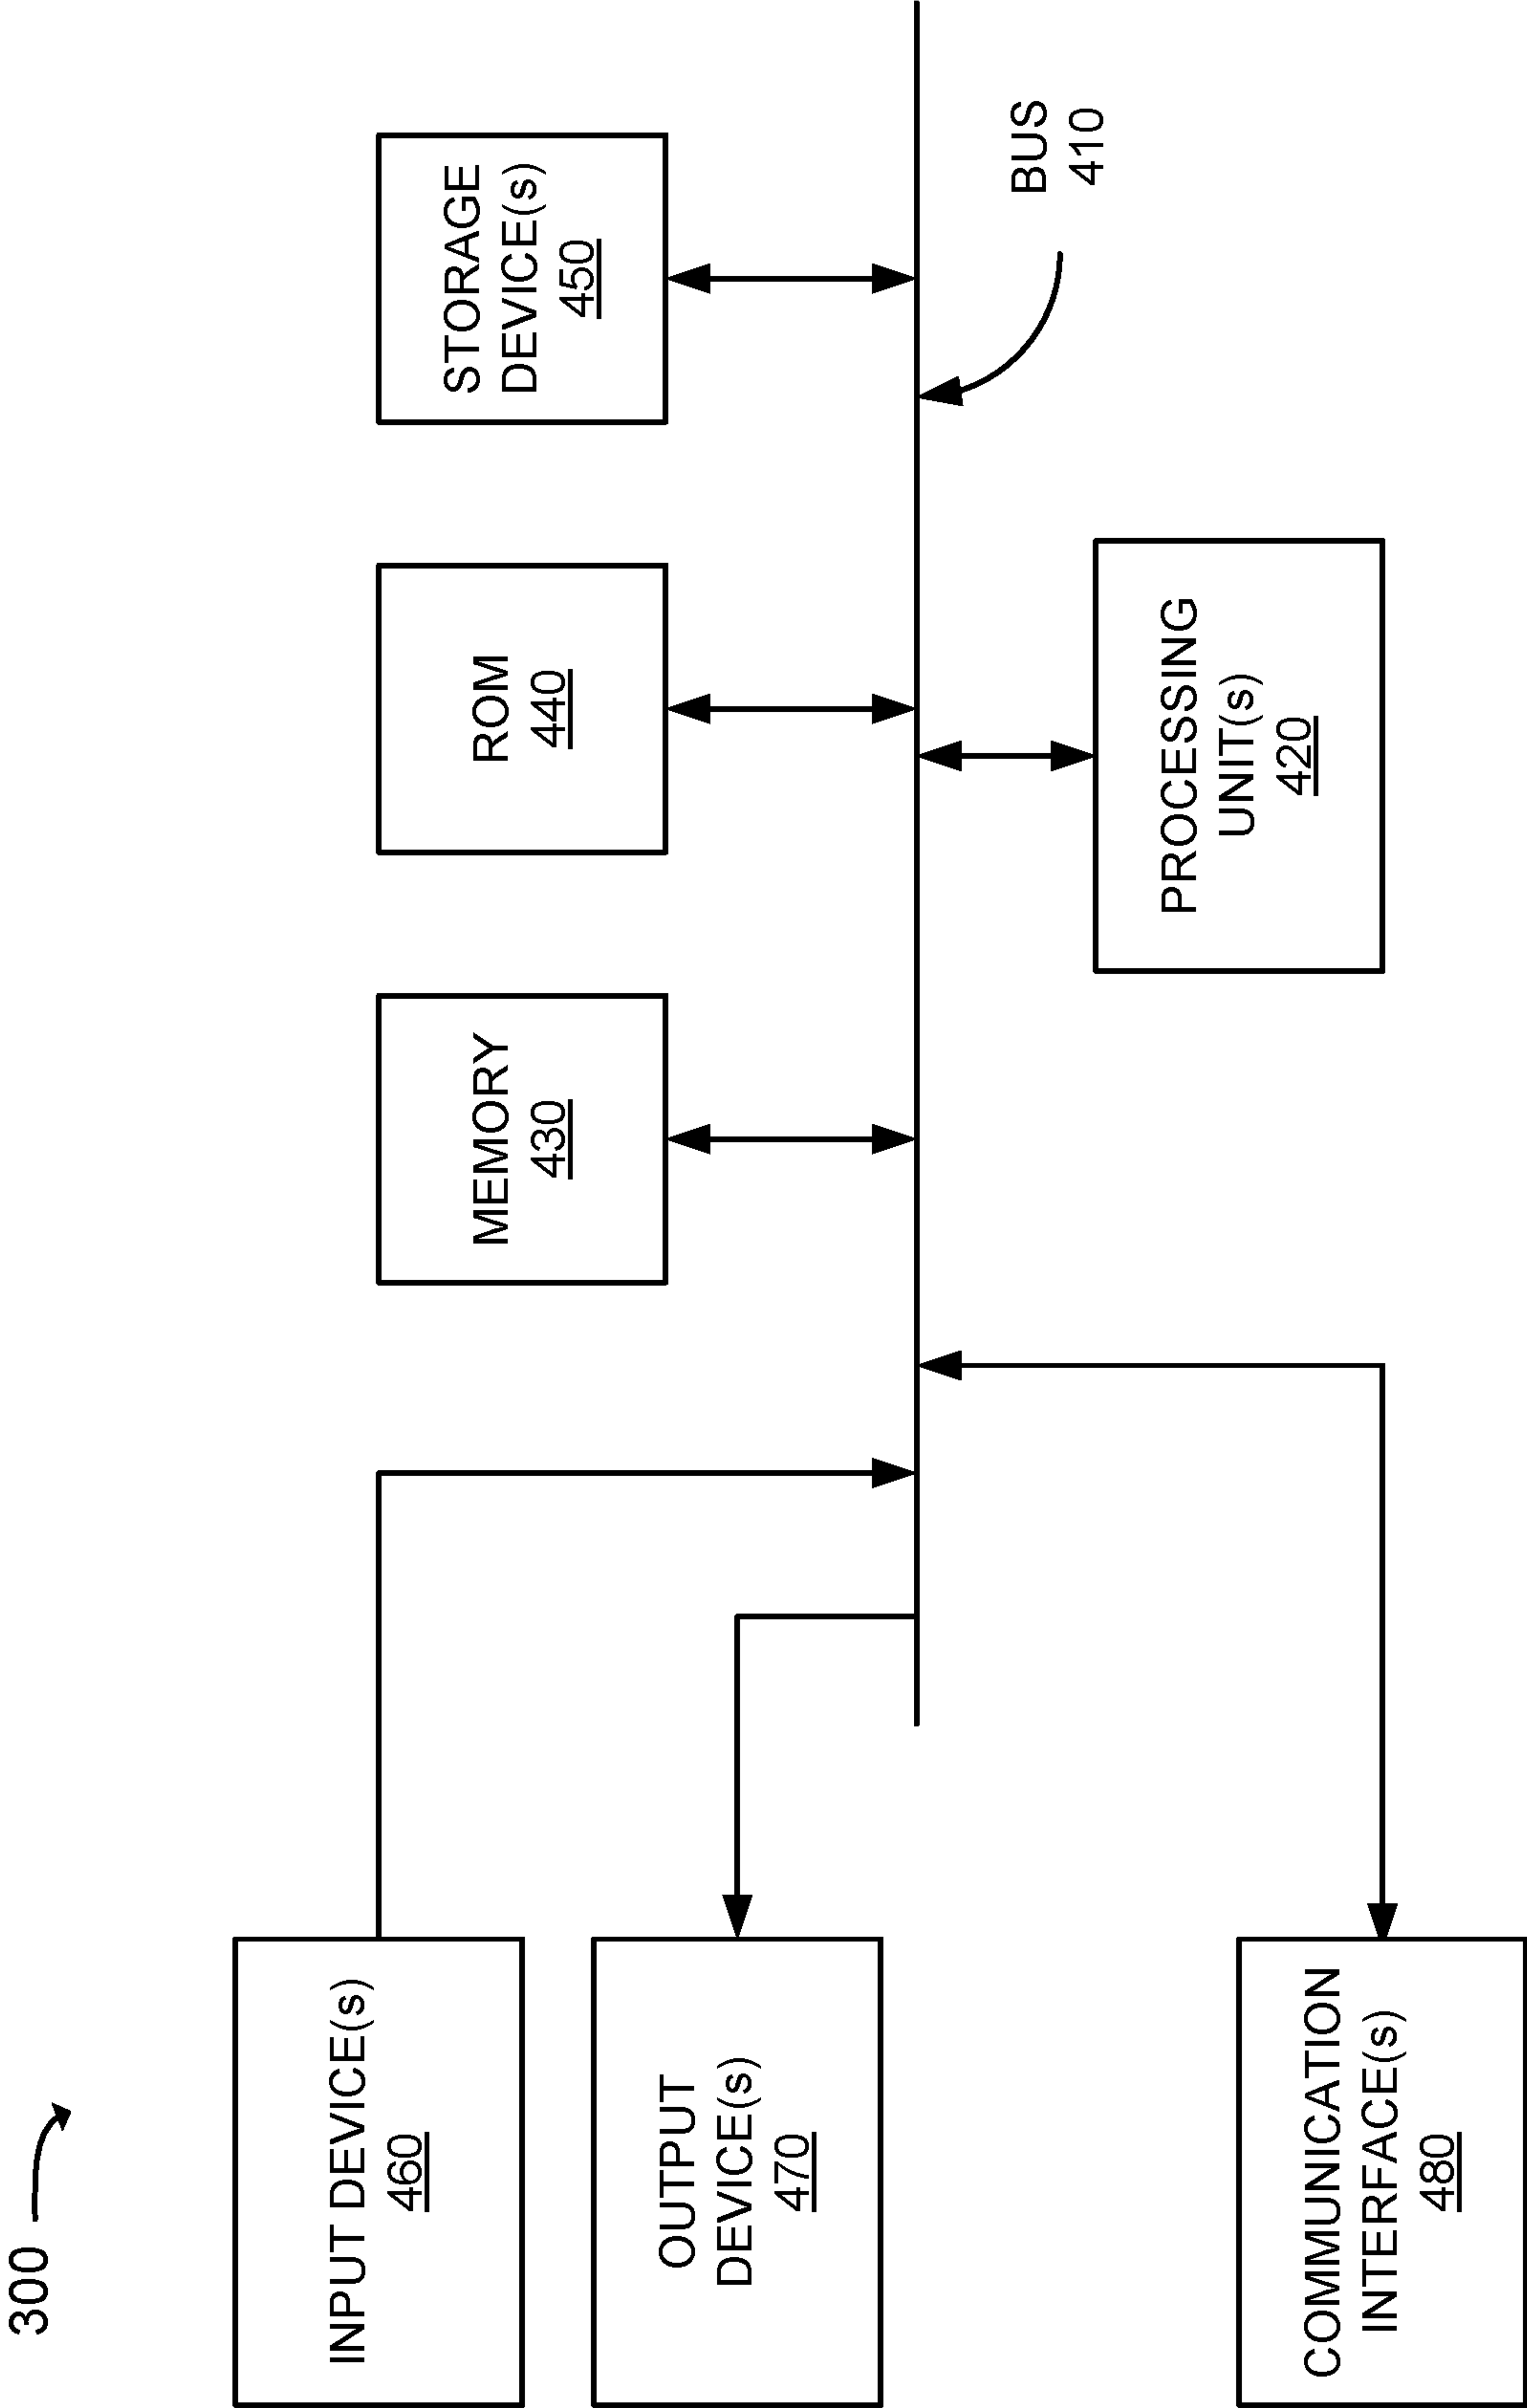 300
INPUT DEVICE(s)
460
MEMORY
430
ROM
440
STORAGE
DEVICE(s)
450
OUTPUT
DEVICE(s)
470
BUS
410
PROCESSING
UNIT(s)
420
COMMUNICATION
INTERFACE(s)
480